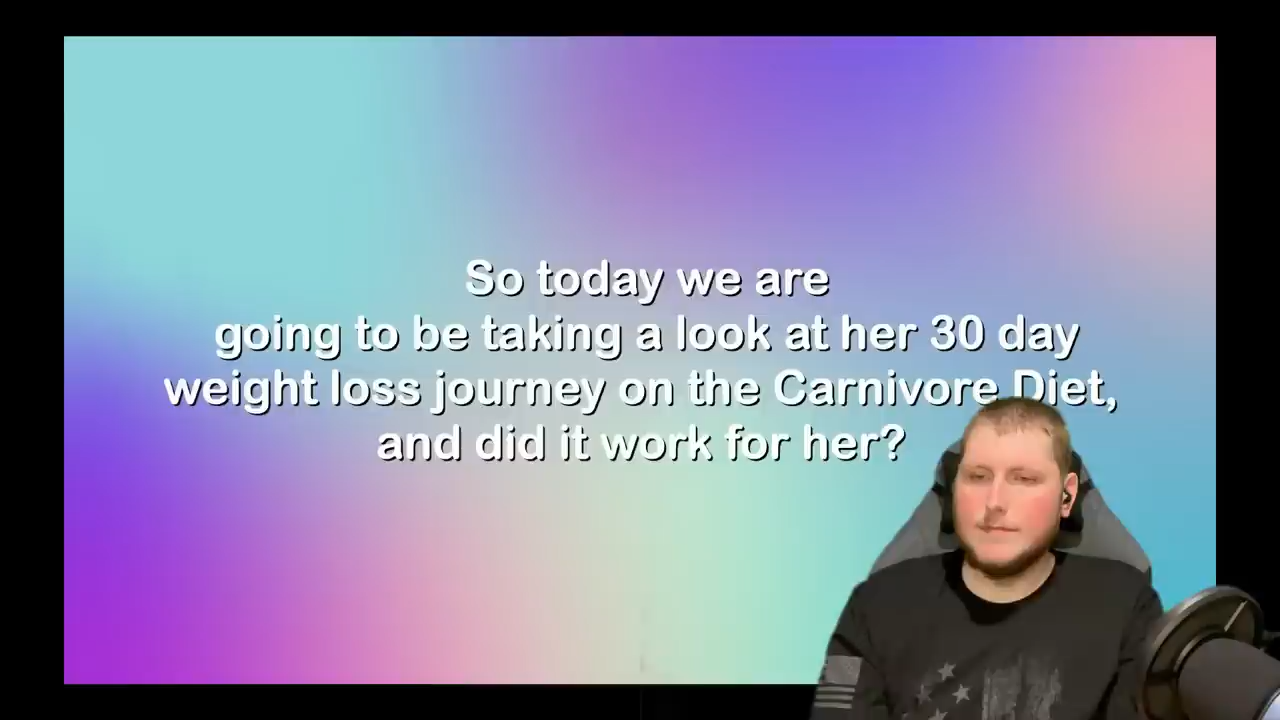 So today we are
going to be taking a look at her 30 day
weight loss journey on the Carnivore Diet,
and did it work for her?